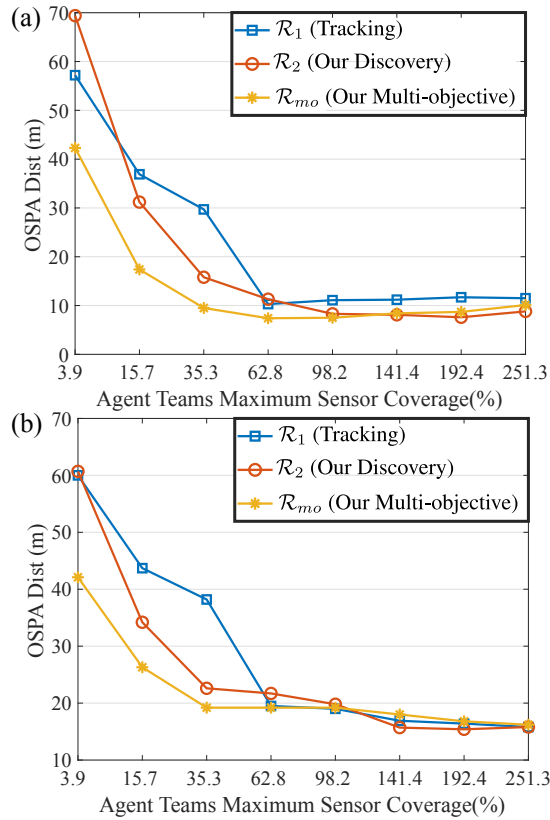 (a)
70
60
50
40
30
20
10
0
OSPA Dist (m)
R₁ (Tracking)
R₂ (Our Discovery)
Rₘₒ (Our Multi-objective)
3.9 15.7 35.3 62.8 98.2 141.4 192.4 251.3
Agent Teams Maximum Sensor Coverage(%)
(b)
70
60
50
40
30
20
10
OSPA Dist (m)
R₁ (Tracking)
R₂ (Our Discovery)
Rₘₒ (Our Multi-objective)
3.9 15.7 35.3 62.8 98.2 141.4 192.4 251.3
Agent Teams Maximum Sensor Coverage(%)